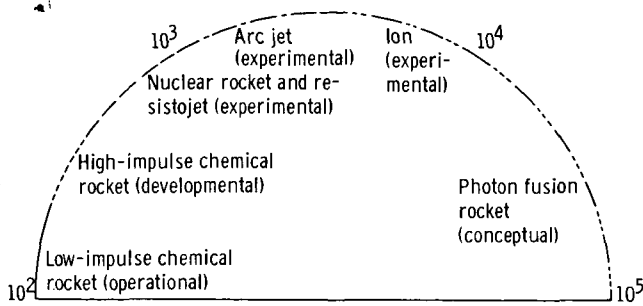 10³
Arc jet
(experimental)
Ion
(experi-
mental)
10⁴
Nuclear rocket and re-
sistojet (experimental)
High-impulse chemical
rocket (developmental)
Photon fusion
rocket
(conceptual)
Low-impulse chemical
rocket (operational)
10²
10⁵